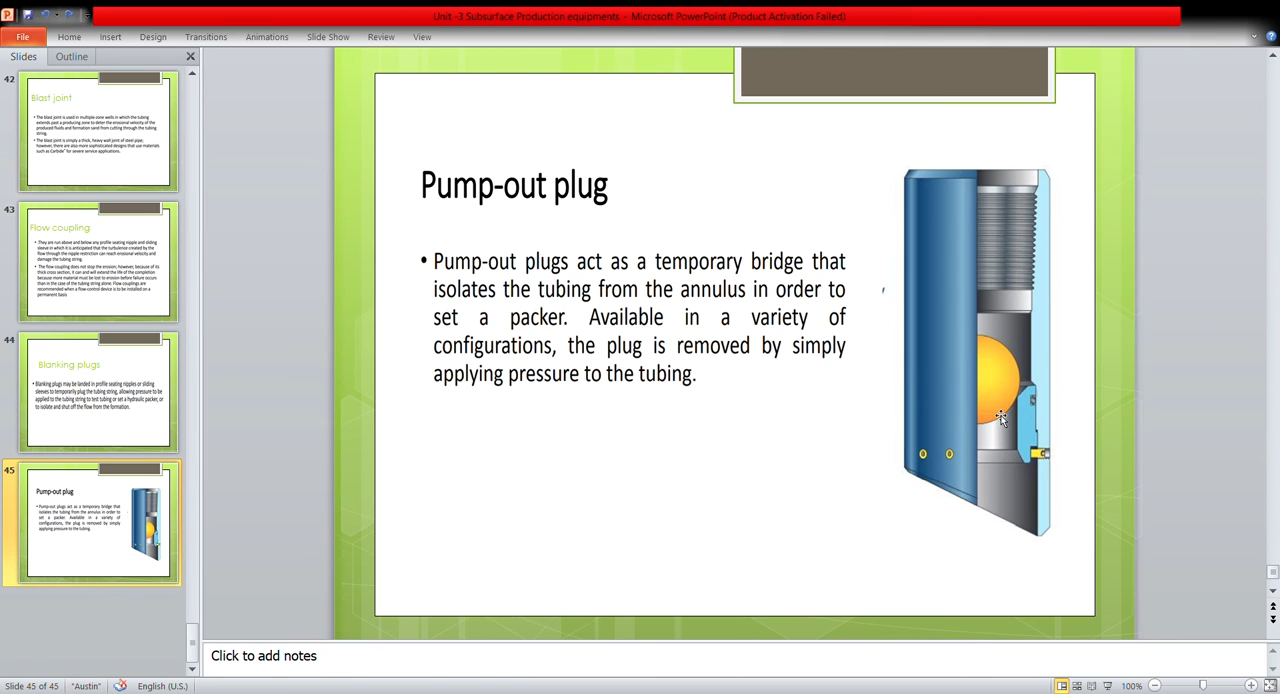 Unit -3 Subsurface Production equipments - Microsoft PowerPoint (Product Activation Failed)
File Home Insert Design Transitions Animations Slide Show Review View
Slides Outline
42
Blast joint
• The blast joint is used in multiple zone wells in which the tubing
extends past a producing zone to deter the erosional velocity of the
produced fluids and formation sand from cutting through the tubing
string.
• The blast joint is simply a thick, heavy wall joint of steel pipe;
however, there are also more sophisticated designs that use materials
such as Carbide" for severe service applications.
43
Flow coupling
• They are run above and below any profile seating nipple and sliding
sleeve in which it is anticipated that the turbulence created by the
flow through the nipple restriction can reach erosional velocity and
damage the tubing string.
• The flow coupling does not stop the erosion; however, because of its
thick cross section, it can and will extend the life of the completion
because more material must be lost to erosion before failure occurs
than in the case of the tubing string alone. Flow couplings are
recommended when a flow-control device is to be installed on a
permanent basis
44
Blanking plugs
• Blanking plugs may be landed in profile seating nipples or sliding
sleeves to temporarily plug the tubing string, allowing pressure to be
applied to the tubing string to test tubing or set a hydraulic packer, or
to isolate and shut off the flow from the formation.
45
Pump-out plug
• Pump-out plugs act as a temporary bridge that
isolates the tubing from the annulus in order to
set a packer. Available in a variety of
configurations, the plug is removed by simply
applying pressure to the tubing.
Pump-out plug
• Pump-out plugs act as a temporary bridge that
isolates the tubing from the annulus in order to
set a packer. Available in a variety of
configurations, the plug is removed by simply
applying pressure to the tubing.
Click to add notes
Slide 45 of 45 "Austin" English (U.S.) 100%